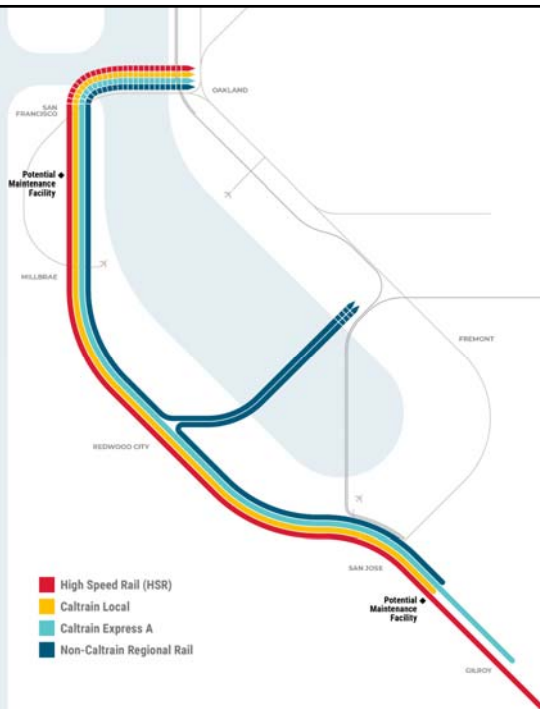 OAKLAND
SAN
FRANCISCO
Potential
Maintenance
Facility
MILLBRAE
FREMONT
REDWOOD CITY
SAN JOSE
High Speed Rail (HSR)
Caltrain Local
Caltrain Express A
Non-Caltrain Regional Rail
Potential
Maintenance
Facility
GILROY